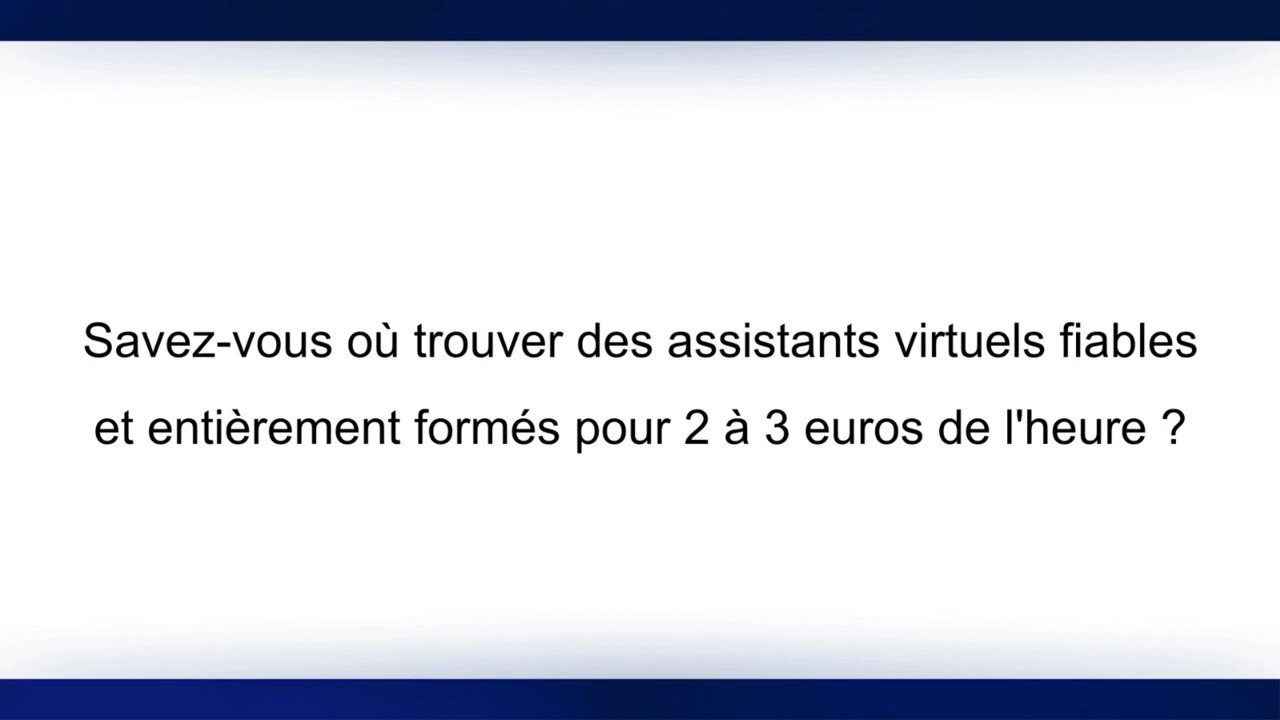 Savez-vous où trouver des assistants virtuels fiables
et entièrement formés pour 2 à 3 euros de l'heure ?